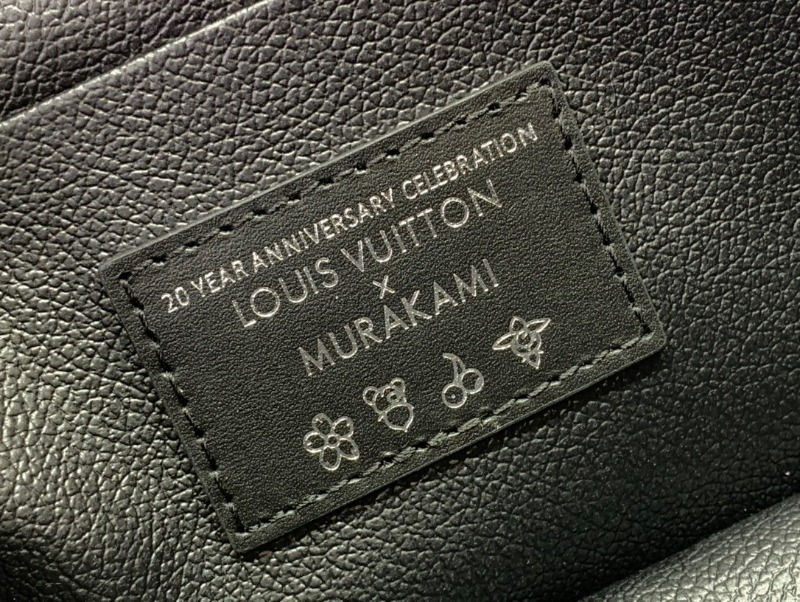 20 YEAR ANNIVERSARY CELEBRATION
LOUIS VUITTON
x
MURAKAMI